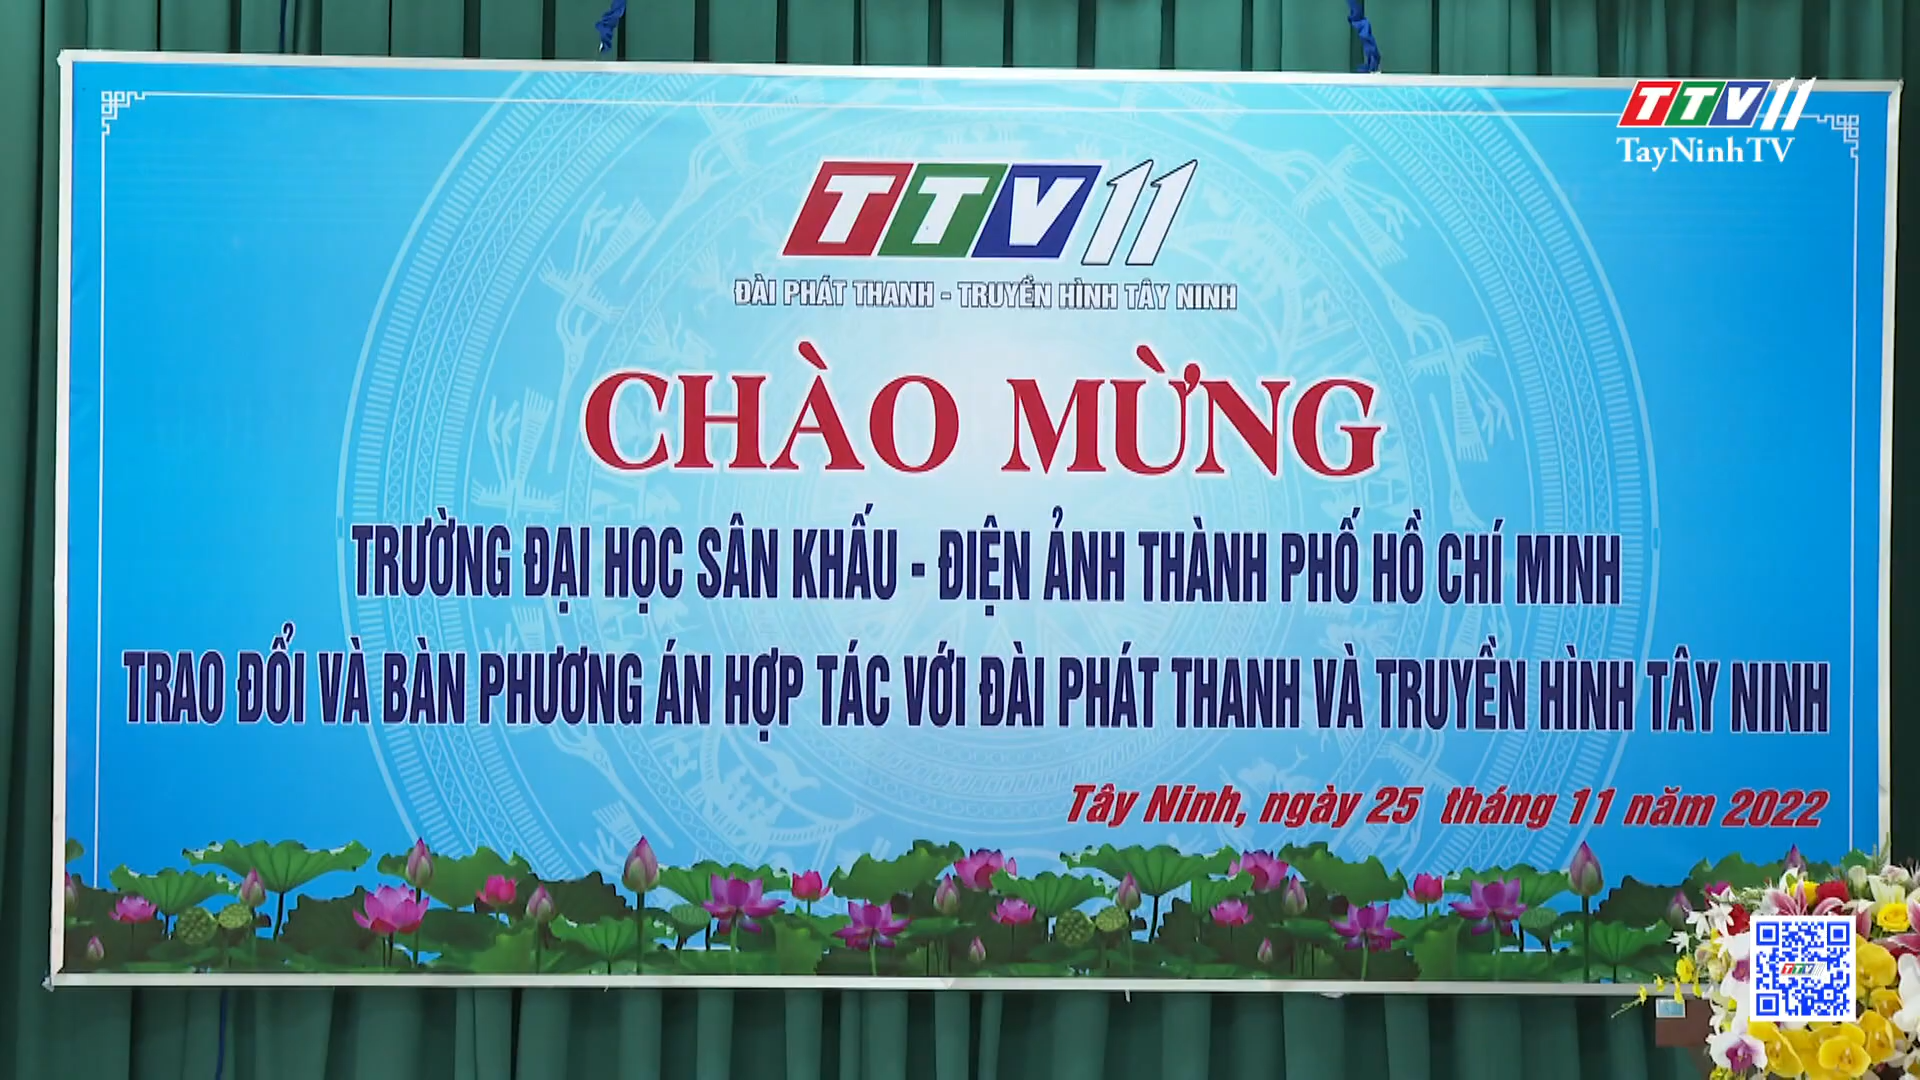 TTV11
TayNinhTV
TTV11
ĐÀI PHÁT THANH - TRUYỀN HÌNH TÂY NINH
CHÀO MỪNG
TRƯỜNG ĐẠI HỌC SÂN KHẤU - ĐIỆN ẢNH THÀNH PHỐ HỒ CHÍ MINH
TRAO ĐỔI VÀ BÀN PHƯƠNG ÁN HỢP TÁC VỚI ĐÀI PHÁT THANH VÀ TRUYỀN HÌNH TÂY NINH
Tây Ninh, ngày 25 tháng 11 năm 2022
TTV11